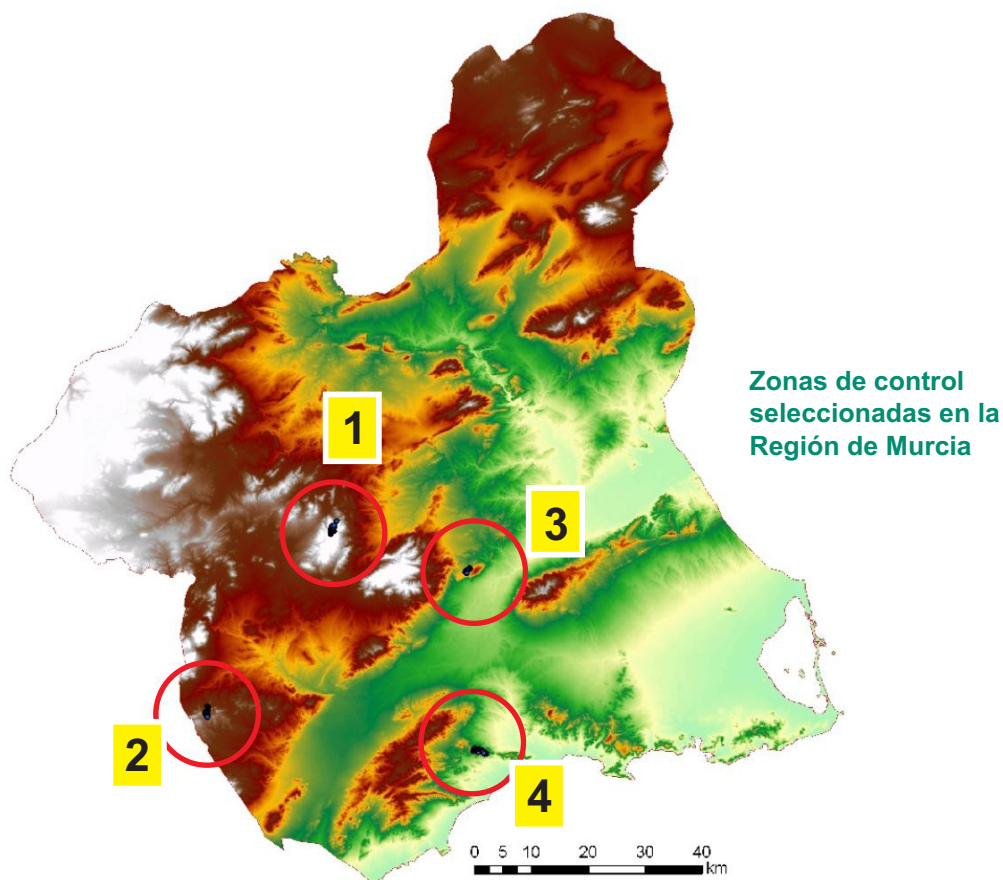 1
3
Zonas de control
seleccionadas en la
Región de Murcia
2
4
0 5 10 20 30 40
km